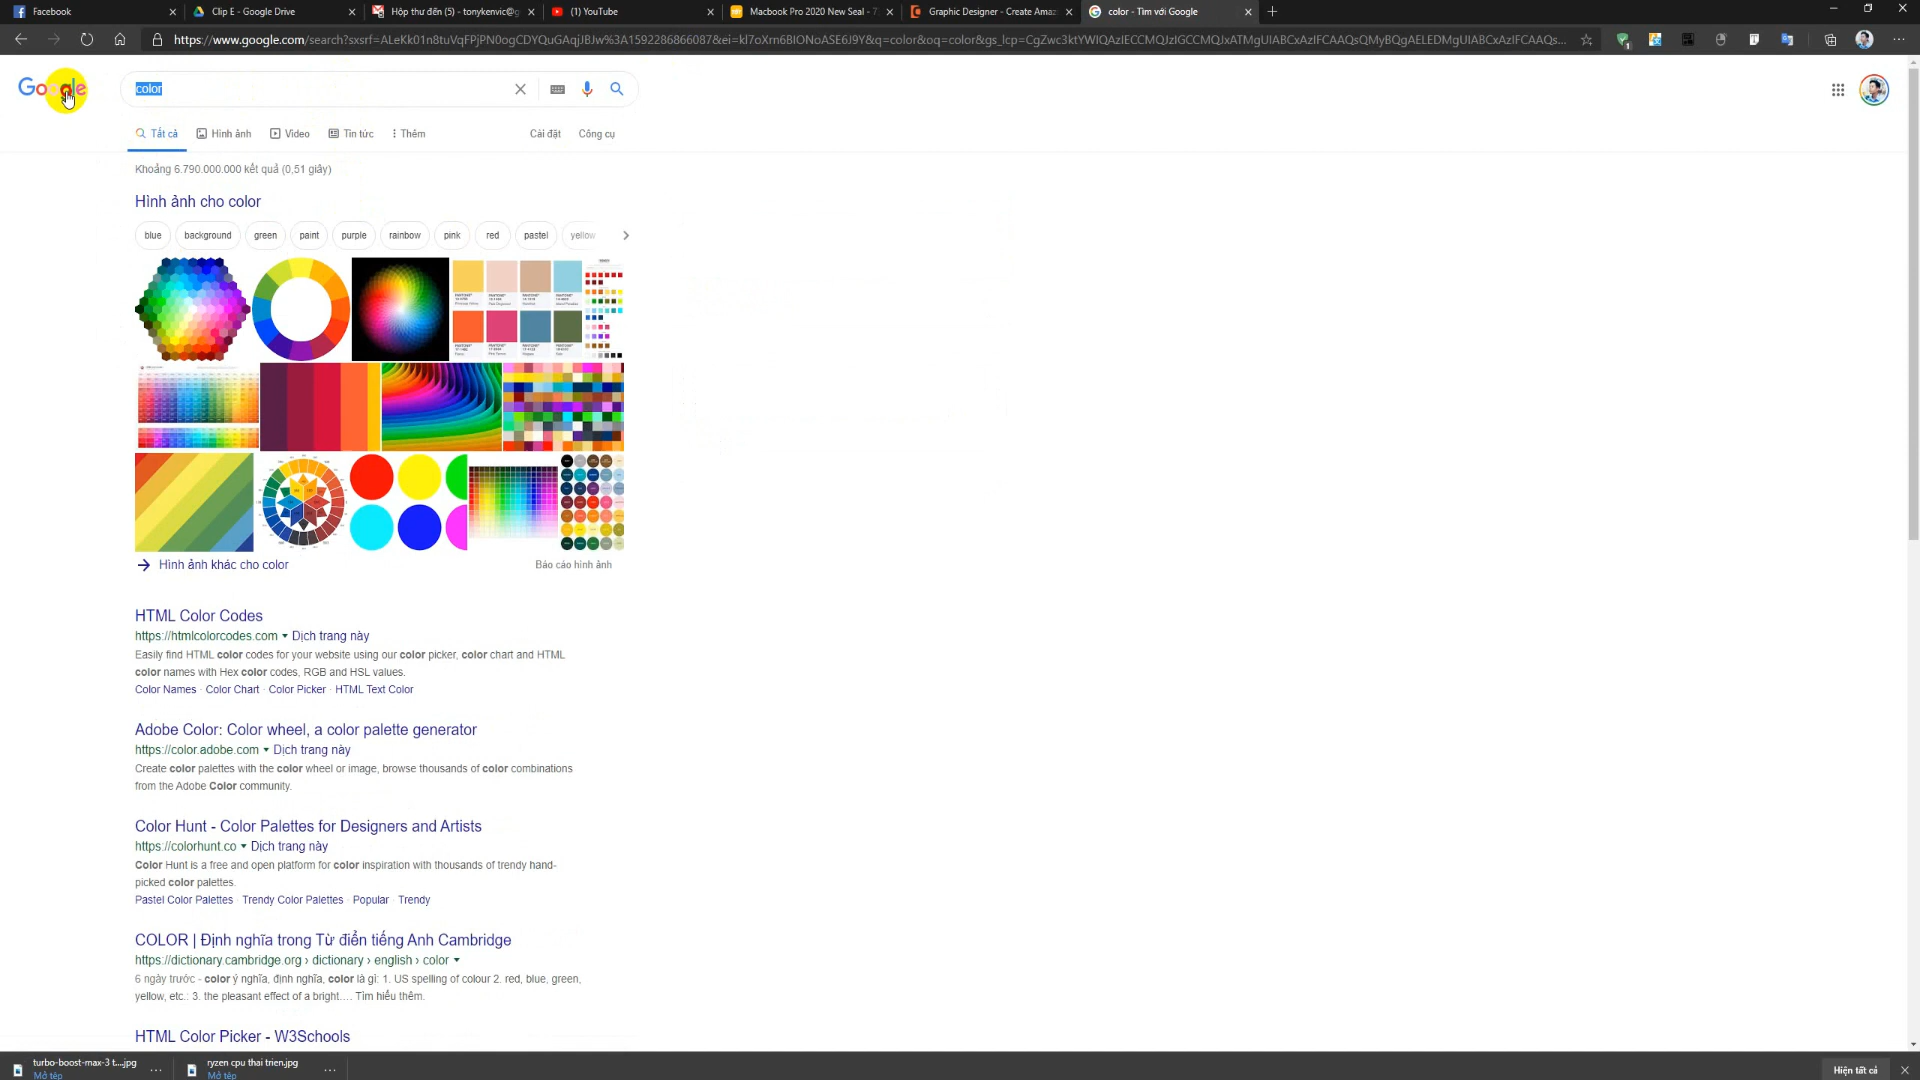 Facebook
Clip E - Google Drive
Hộp thư đến (5) - tonykenvic@g
(1) YouTube
Macbook Pro 2020 New Seal - 7
Graphic Designer - Create Amaz
color - Tìm với Google
Google
color
Tất cả
Hình ảnh
Video
Tin tức
Thêm
Cài đặt
Công cụ
Khoảng 6.790.000.000 kết quả (0,51 giây)
Hình ảnh cho color
blue
background
green
paint
purple
rainbow
pink
red
pastel
yellow
Hình ảnh khác cho color
Báo cáo hình ảnh
HTML Color Codes
https://htmlcolorcodes.com ▾ Dịch trang này
Easily find HTML color codes for your website using our color picker, color chart and HTML
color names with Hex color codes, RGB and HSL values.
Color Names · Color Chart · Color Picker · HTML Text Color
Adobe Color: Color wheel, a color palette generator
https://color.adobe.com ▾ Dịch trang này
Create color palettes with the color wheel or image, browse thousands of color combinations
from the Adobe Color community.
Color Hunt - Color Palettes for Designers and Artists
https://colorhunt.co ▾ Dịch trang này
Color Hunt is a free and open platform for color inspiration with thousands of trendy hand-
picked color palettes.
Pastel Color Palettes · Trendy Color Palettes · Popular · Trendy
COLOR | Định nghĩa trong Từ điển tiếng Anh Cambridge
https://dictionary.cambridge.org › dictionary › english › color ▾
6 ngày trước - color ý nghĩa, định nghĩa, color là gì: 1. US spelling of colour 2. red, blue, green,
yellow, etc.: 3. the pleasant effect of a bright.… Tìm hiểu thêm.
HTML Color Picker - W3Schools
turbo-boost-max-3 t....jpg
Mở tệp
ryzen cpu thai trien.jpg
Mở tệp
Hiện tất cả